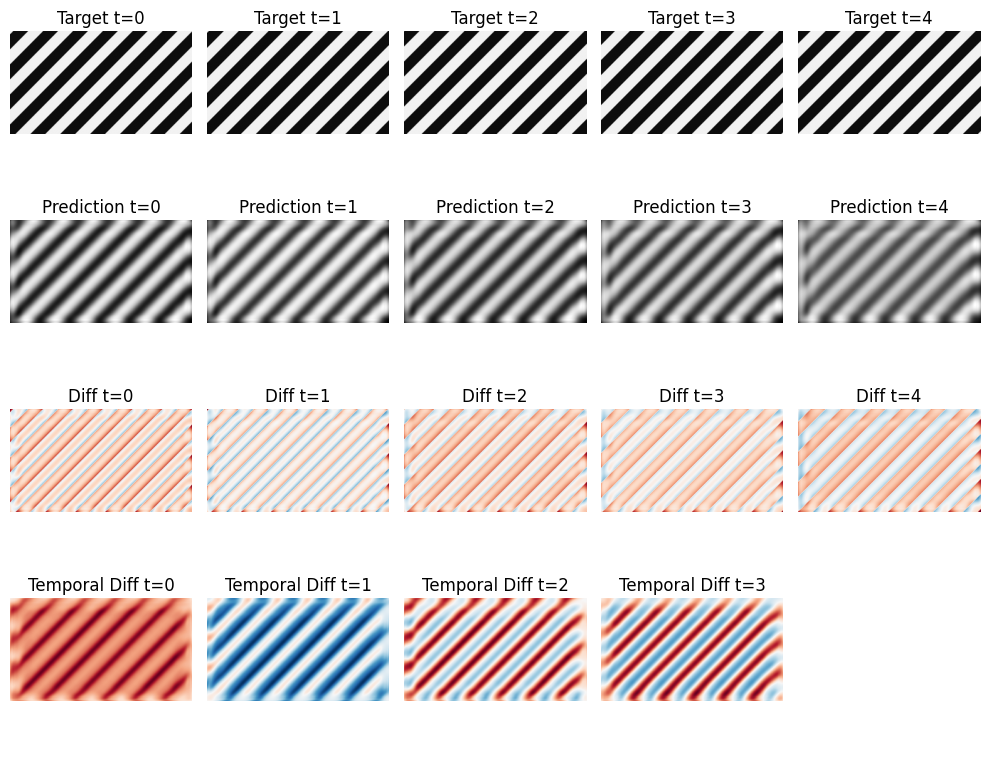 Target t=0 Target t=1 Target t=2 Target t=3 Target t=4
Prediction t=0 Prediction t=1 Prediction t=2 Prediction t=3 Prediction t=4
Diff t=0 Diff t=1 Diff t=2 Diff t=3 Diff t=4
Temporal Diff t=0 Temporal Diff t=1 Temporal Diff t=2 Temporal Diff t=3